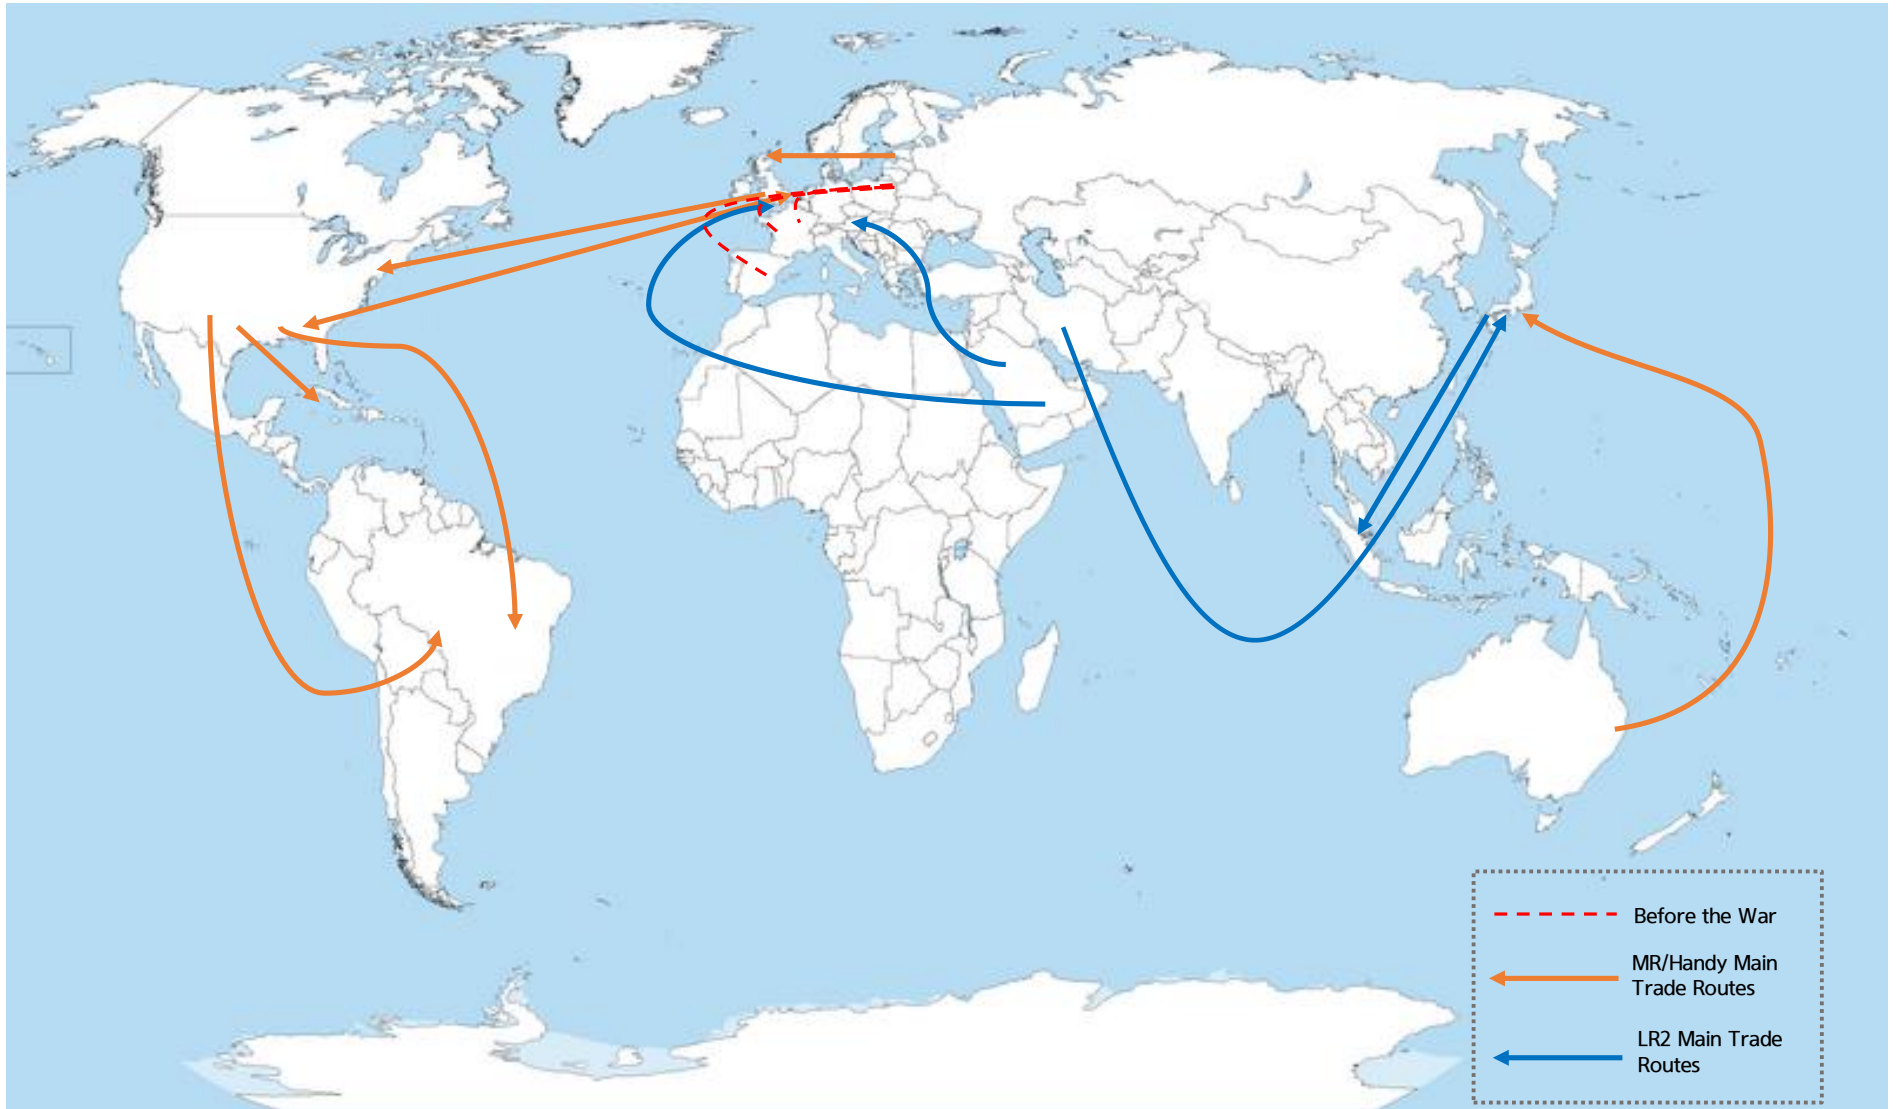 Before the War
MR/Handy Main
Trade Routes
LR2 Main Trade
Routes